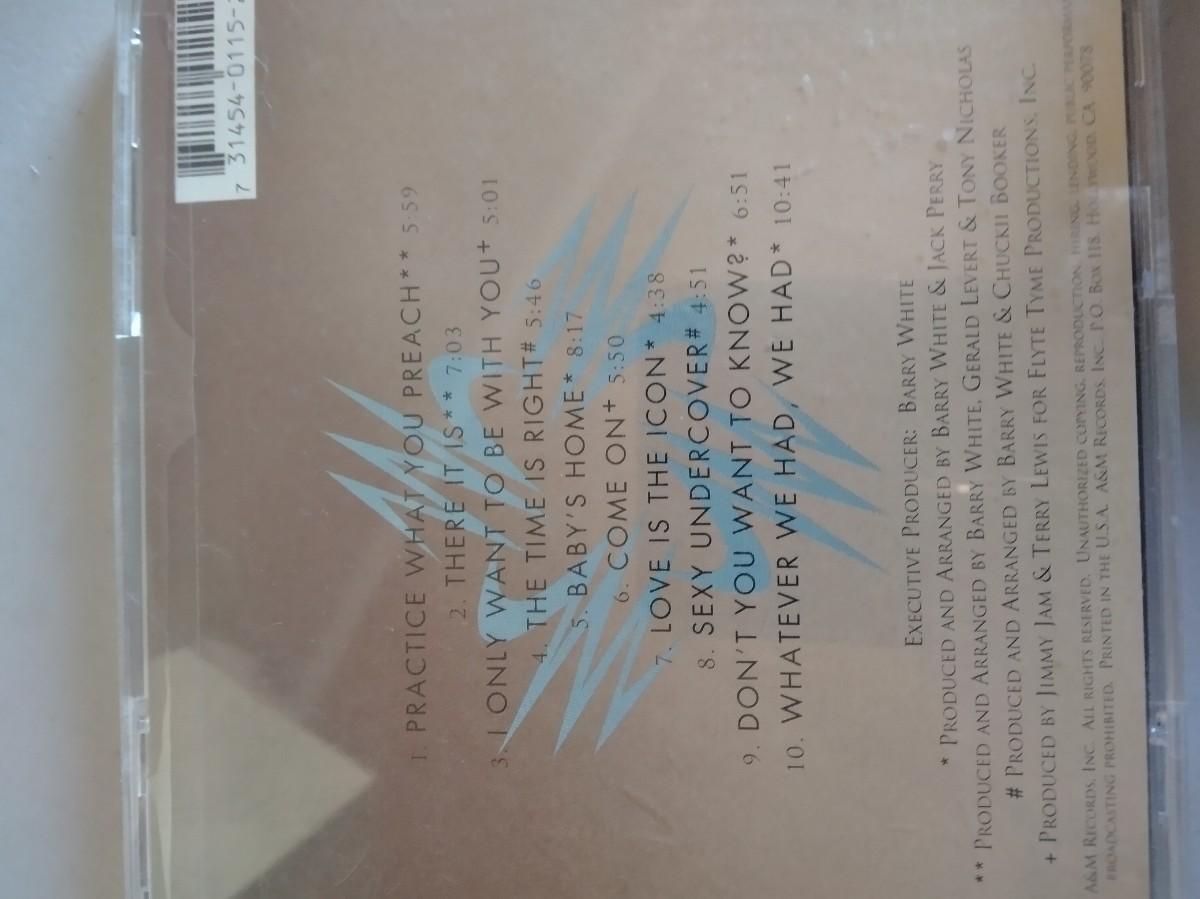 7 31454-0115-
1. PRACTICE WHAT YOU PREACH** 5:59
2. THERE IT IS** 7:03
3. I ONLY WANT TO BE WITH YOU+ 5:01
4. THE TIME IS RIGHT# 5:46
5. BABY'S HOME* 8:17
6. COME ON+ 5:50
7. LOVE IS THE ICON* 4:38
8. SEXY UNDERCOVER# 4:51
9. DON'T YOU WANT TO KNOW?* 6:51
10. WHATEVER WE HAD, WE HAD* 10:41
EXECUTIVE PRODUCER: BARRY WHITE
* PRODUCED AND ARRANGED BY BARRY WHITE & JACK PERRY
** PRODUCED AND ARRANGED BY BARRY WHITE, GERALD LEVERT & TONY NICHOLAS
# PRODUCED AND ARRANGED BY BARRY WHITE & CHUCKII BOOKER
+ PRODUCED BY JIMMY JAM & TERRY LEWIS FOR FLYTE TYME PRODUCTIONS, INC.
A&M RECORDS, INC. ALL RIGHTS RESERVED. UNAUTHORIZED COPYING, REPRODUCTION, HIRING, LENDING, PUBLIC PERFORMA
BROADCASTING PROHIBITED. PRINTED IN THE U.S.A. A&M RECORDS, INC. P.O. BOX 118, HOLLYWOOD, CA 90078